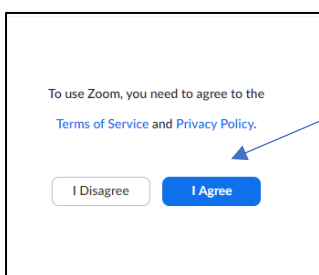 To use Zoom, you need to agree to the
Terms of Service and Privacy Policy.
I Disagree
I Agree